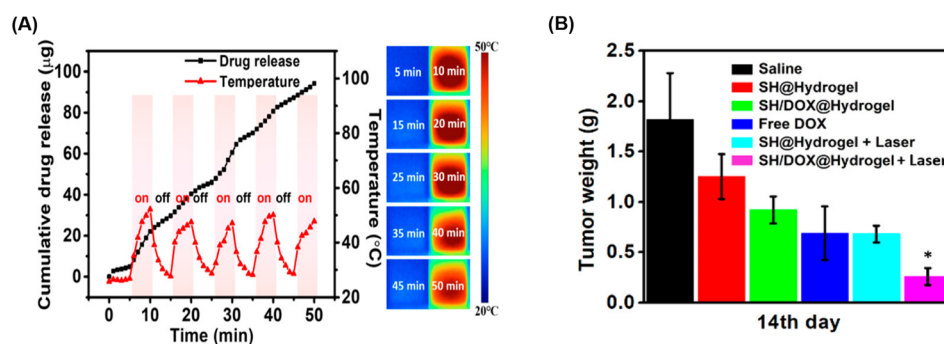 (A)
Cumulative drug release (μg)
100
80
60
40
20
0
Drug release
Temperature
on off on off on off on off on
0 10 20 30 40 50
Time (min)
100
80
60
40
20
Temperature (°C)
5 min 10 min
15 min 20 min
25 min 30 min
35 min 40 min
45 min 50 min
50℃
20℃
(B)
Tumor weight (g)
2.5
2.0
1.5
1.0
0.5
0.0
Saline
SH@Hydrogel
SH/DOX@Hydrogel
Free DOX
SH@Hydrogel + Laser
SH/DOX@Hydrogel + Laser
*
14th day